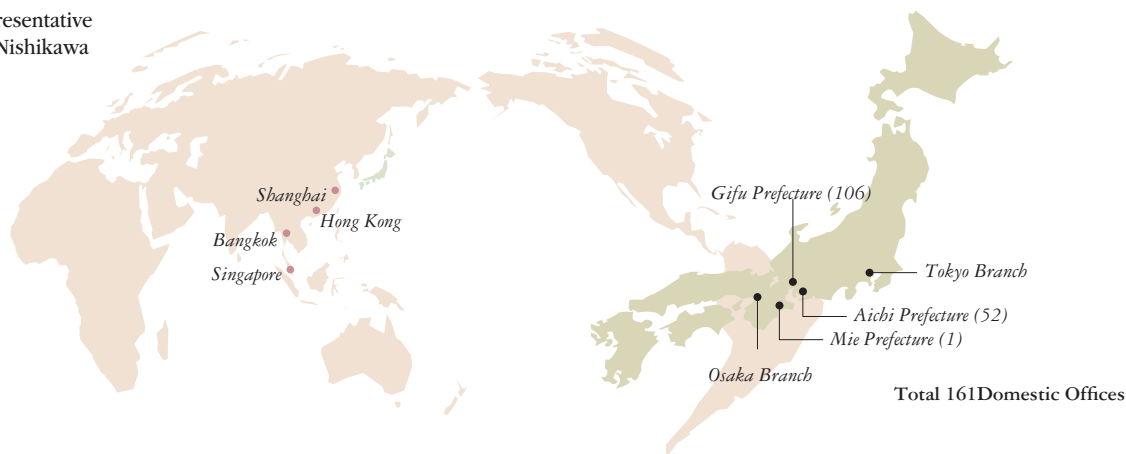 resentative
Nishikawa
Shanghai
Hong Kong
Bangkok
Singapore
Gifu Prefecture (106)
Tokyo Branch
Aichi Prefecture (52)
Mie Prefecture (1)
Osaka Branch
Total 161Domestic Offices